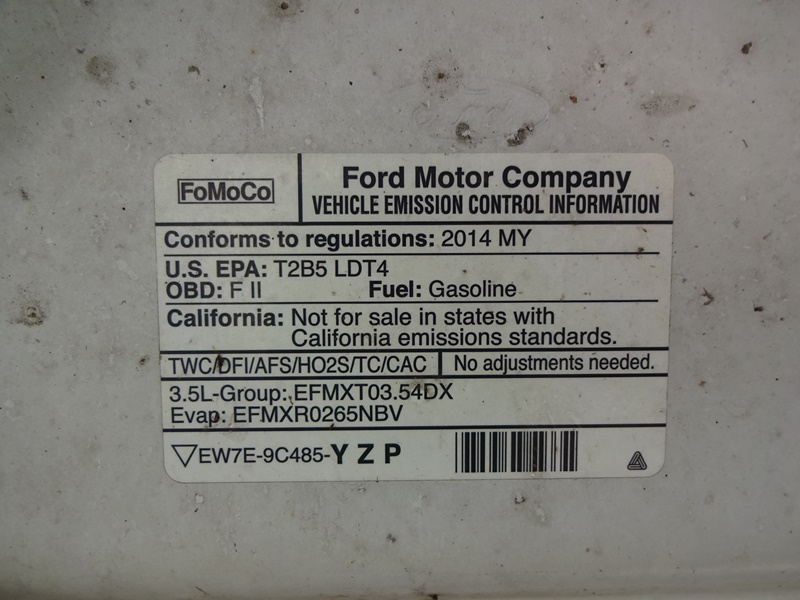 FoMoCo
Ford Motor Company
VEHICLE EMISSION CONTROL INFORMATION
Conforms to regulations: 2014 MY
U.S. EPA: T2B5 LDT4
OBD: F II Fuel: Gasoline
California: Not for sale in states with
California emissions standards.
TWC/DFI/AFS/HO2S/TC/CAC No adjustments needed.
3.5L-Group: EFMXT03.54DX
Evap: EFMXR0265NBV
▽EW7E-9C485-Y Z P